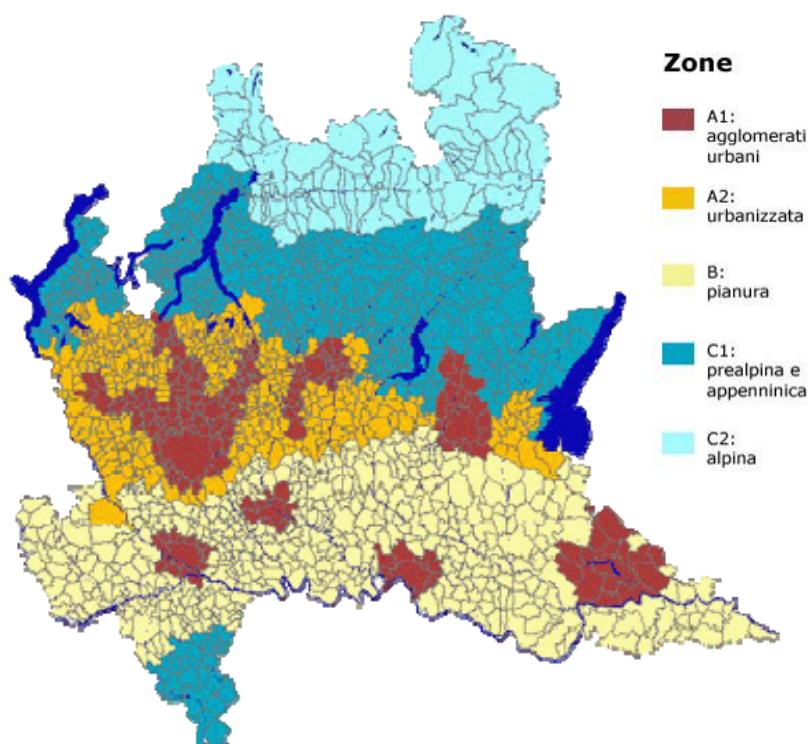 Zone
A1:
agglomerati
urbani
A2:
urbanizzata
B:
pianura
C1:
prealpina e
appenninica
C2:
alpina